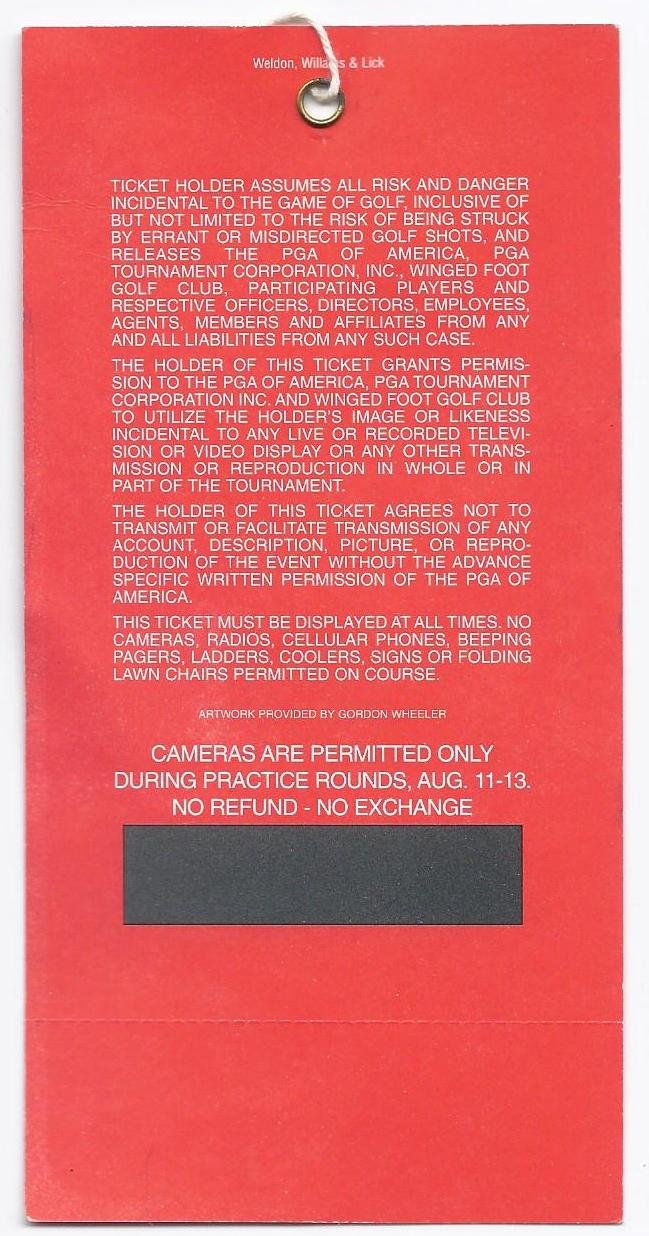 Weldon, Williams & Lick
TICKET HOLDER ASSUMES ALL RISK AND DANGER
INCIDENTAL TO THE GAME OF GOLF, INCLUSIVE OF
BUT NOT LIMITED TO THE RISK OF BEING STRUCK
BY ERRANT OR MISDIRECTED GOLF SHOTS, AND
RELEASES THE PGA OF AMERICA, PGA
TOURNAMENT CORPORATION, INC., WINGED FOOT
GOLF CLUB, PARTICIPATING PLAYERS AND
RESPECTIVE OFFICERS, DIRECTORS, EMPLOYEES,
AGENTS, MEMBERS AND AFFILIATES FROM ANY
AND ALL LIABILITIES FROM ANY SUCH CASE.
THE HOLDER OF THIS TICKET GRANTS PERMIS-
SION TO THE PGA OF AMERICA, PGA TOURNAMENT
CORPORATION INC. AND WINGED FOOT GOLF CLUB
TO UTILIZE THE HOLDER'S IMAGE OR LIKENESS
INCIDENTAL TO ANY LIVE OR RECORDED TELEVI-
SION OR VIDEO DISPLAY OR ANY OTHER TRANS-
MISSION OR REPRODUCTION IN WHOLE OR IN
PART OF THE TOURNAMENT.
THE HOLDER OF THIS TICKET AGREES NOT TO
TRANSMIT OR FACILITATE TRANSMISSION OF ANY
ACCOUNT, DESCRIPTION, PICTURE, OR REPRO-
DUCTION OF THE EVENT WITHOUT THE ADVANCE
SPECIFIC WRITTEN PERMISSION OF THE PGA OF
AMERICA.
THIS TICKET MUST BE DISPLAYED AT ALL TIMES. NO
CAMERAS, RADIOS, CELLULAR PHONES, BEEPING
PAGERS, LADDERS, COOLERS, SIGNS OR FOLDING
LAWN CHAIRS PERMITTED ON COURSE.
ARTWORK PROVIDED BY GORDON WHEELER
CAMERAS ARE PERMITTED ONLY
DURING PRACTICE ROUNDS, AUG. 11-13.
NO REFUND - NO EXCHANGE